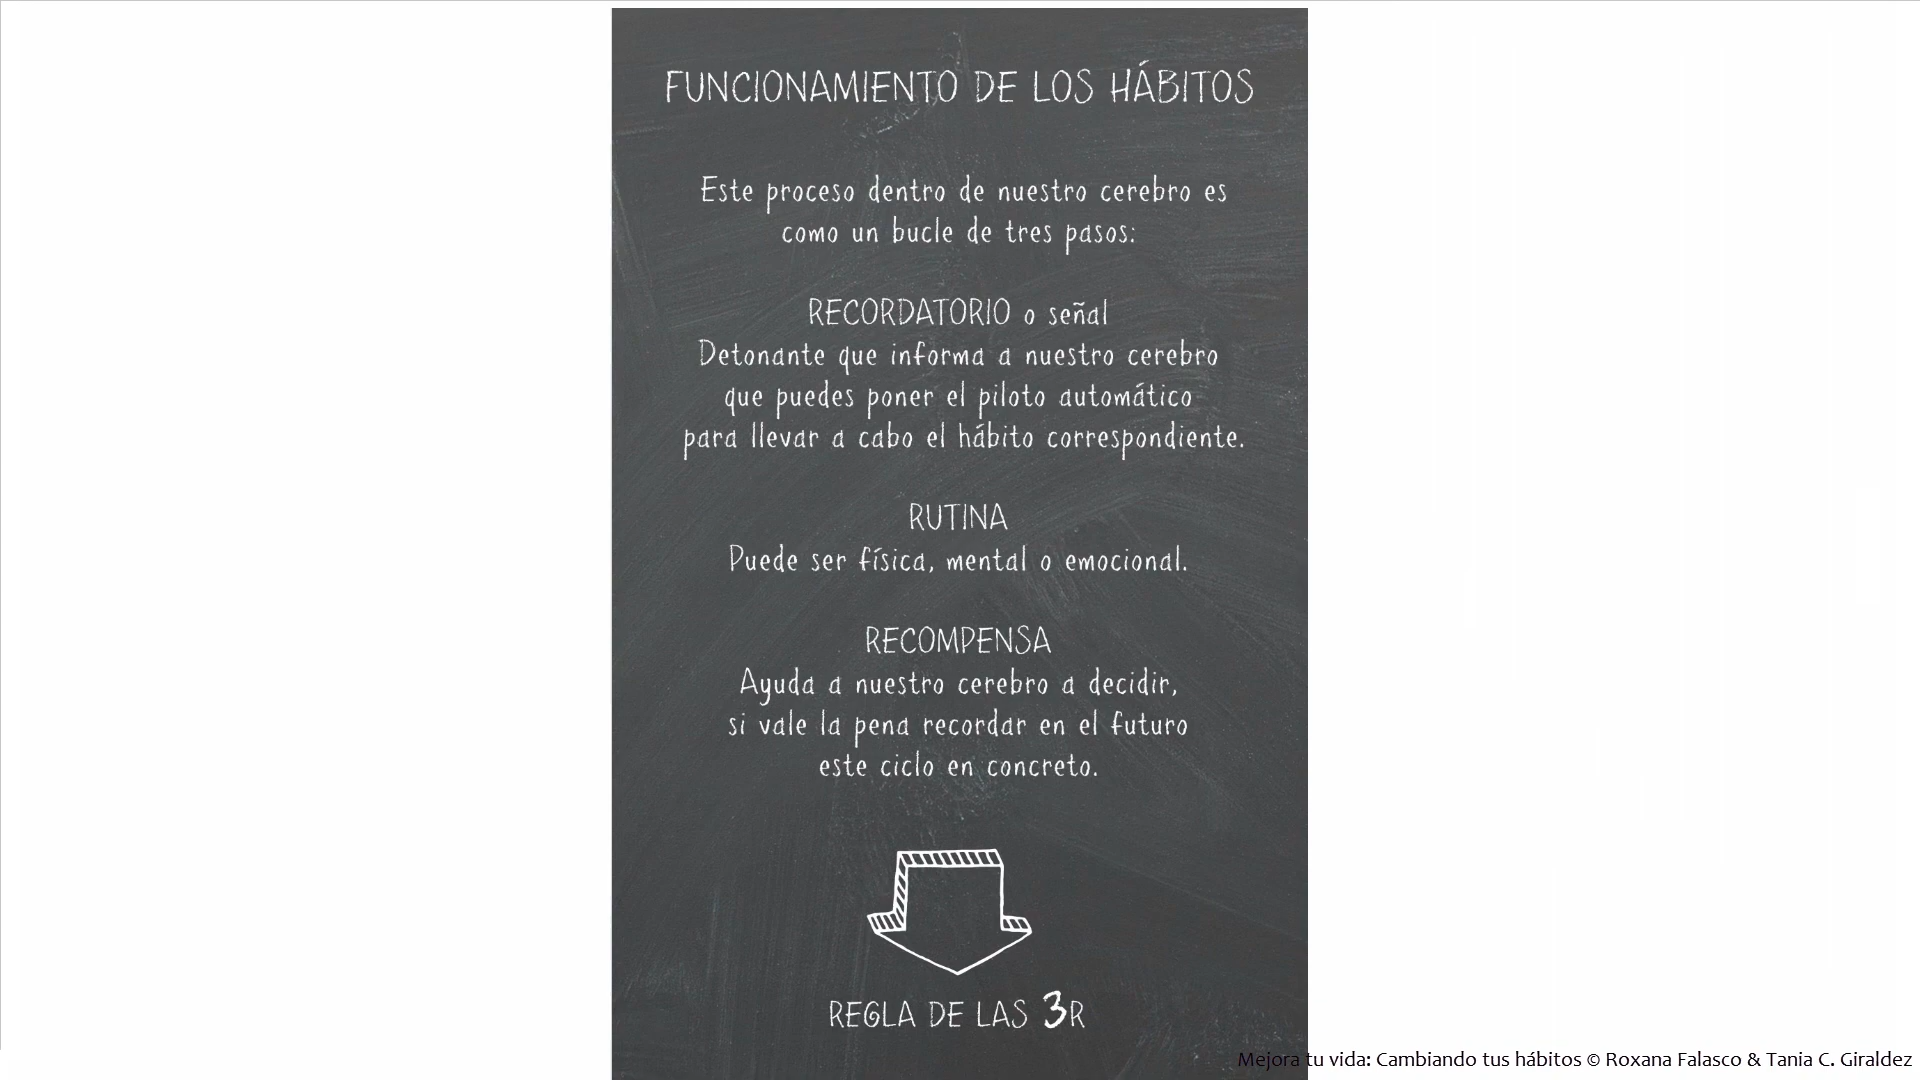 FUNCIONAMIENTO DE LOS HÁBITOS
Este proceso dentro de nuestro cerebro es
como un bucle de tres pasos:
RECORDATORIO o señal
Detonante que informa a nuestro cerebro
que puedes poner el piloto automático
para llevar a cabo el hábito correspondiente.
RUTINA
Puede ser física, mental o emocional.
RECOMPENSA
Ayuda a nuestro cerebro a decidir,
si vale la pena recordar en el futuro
este ciclo en concreto.
REGLA DE LAS 3R
Mejora tu vida: Cambiando tus hábitos © Roxana Falasco & Tania C. Giraldez